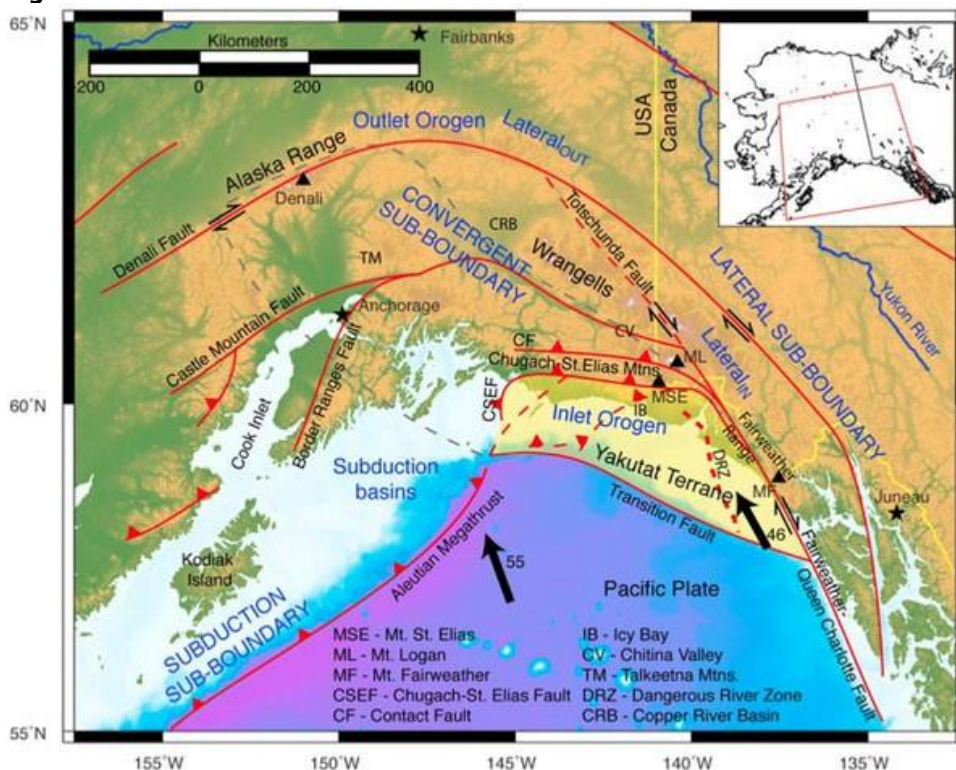 g
65°N
60°N
55°N
155°W
150°W
145°W
140°W
135°W
Kilometers
200 0 200 400
Fairbanks
USA
Canada
Outlet Orogen
LateralOUT
Alaska Range
Denali
Denali Fault
CONVERGENT
SUB-BOUNDARY
CRB
Totschunda Fault
Wrangells
LATERAL SUB-BOUNDARY
Yukon River
TM
Anchorage
Castle Mountain Fault
Border Ranges Fault
Cook Inlet
CV
CF
ML
Chugach-St.Elias Mtns
LateralIN
CSEF
MSE
IB
Inlet Orogen
Fairweather
Range
DRZ
Yakutat Terrane
MF
Juneau
Subduction
basins
Transition Fault
46
Fairweather-
Queen Charlotte Fault
Kodiak
Island
Aleutian Megathrust
55
Pacific Plate
SUBDUCTION
SUB-BOUNDARY
MSE - Mt. St. Elias
ML - Mt. Logan
MF - Mt. Fairweather
CSEF - Chugach-St. Elias Fault
CF - Contact Fault
IB - Icy Bay
CV - Chitina Valley
TM - Talkeetna Mtns.
DRZ - Dangerous River Zone
CRB - Copper River Basin